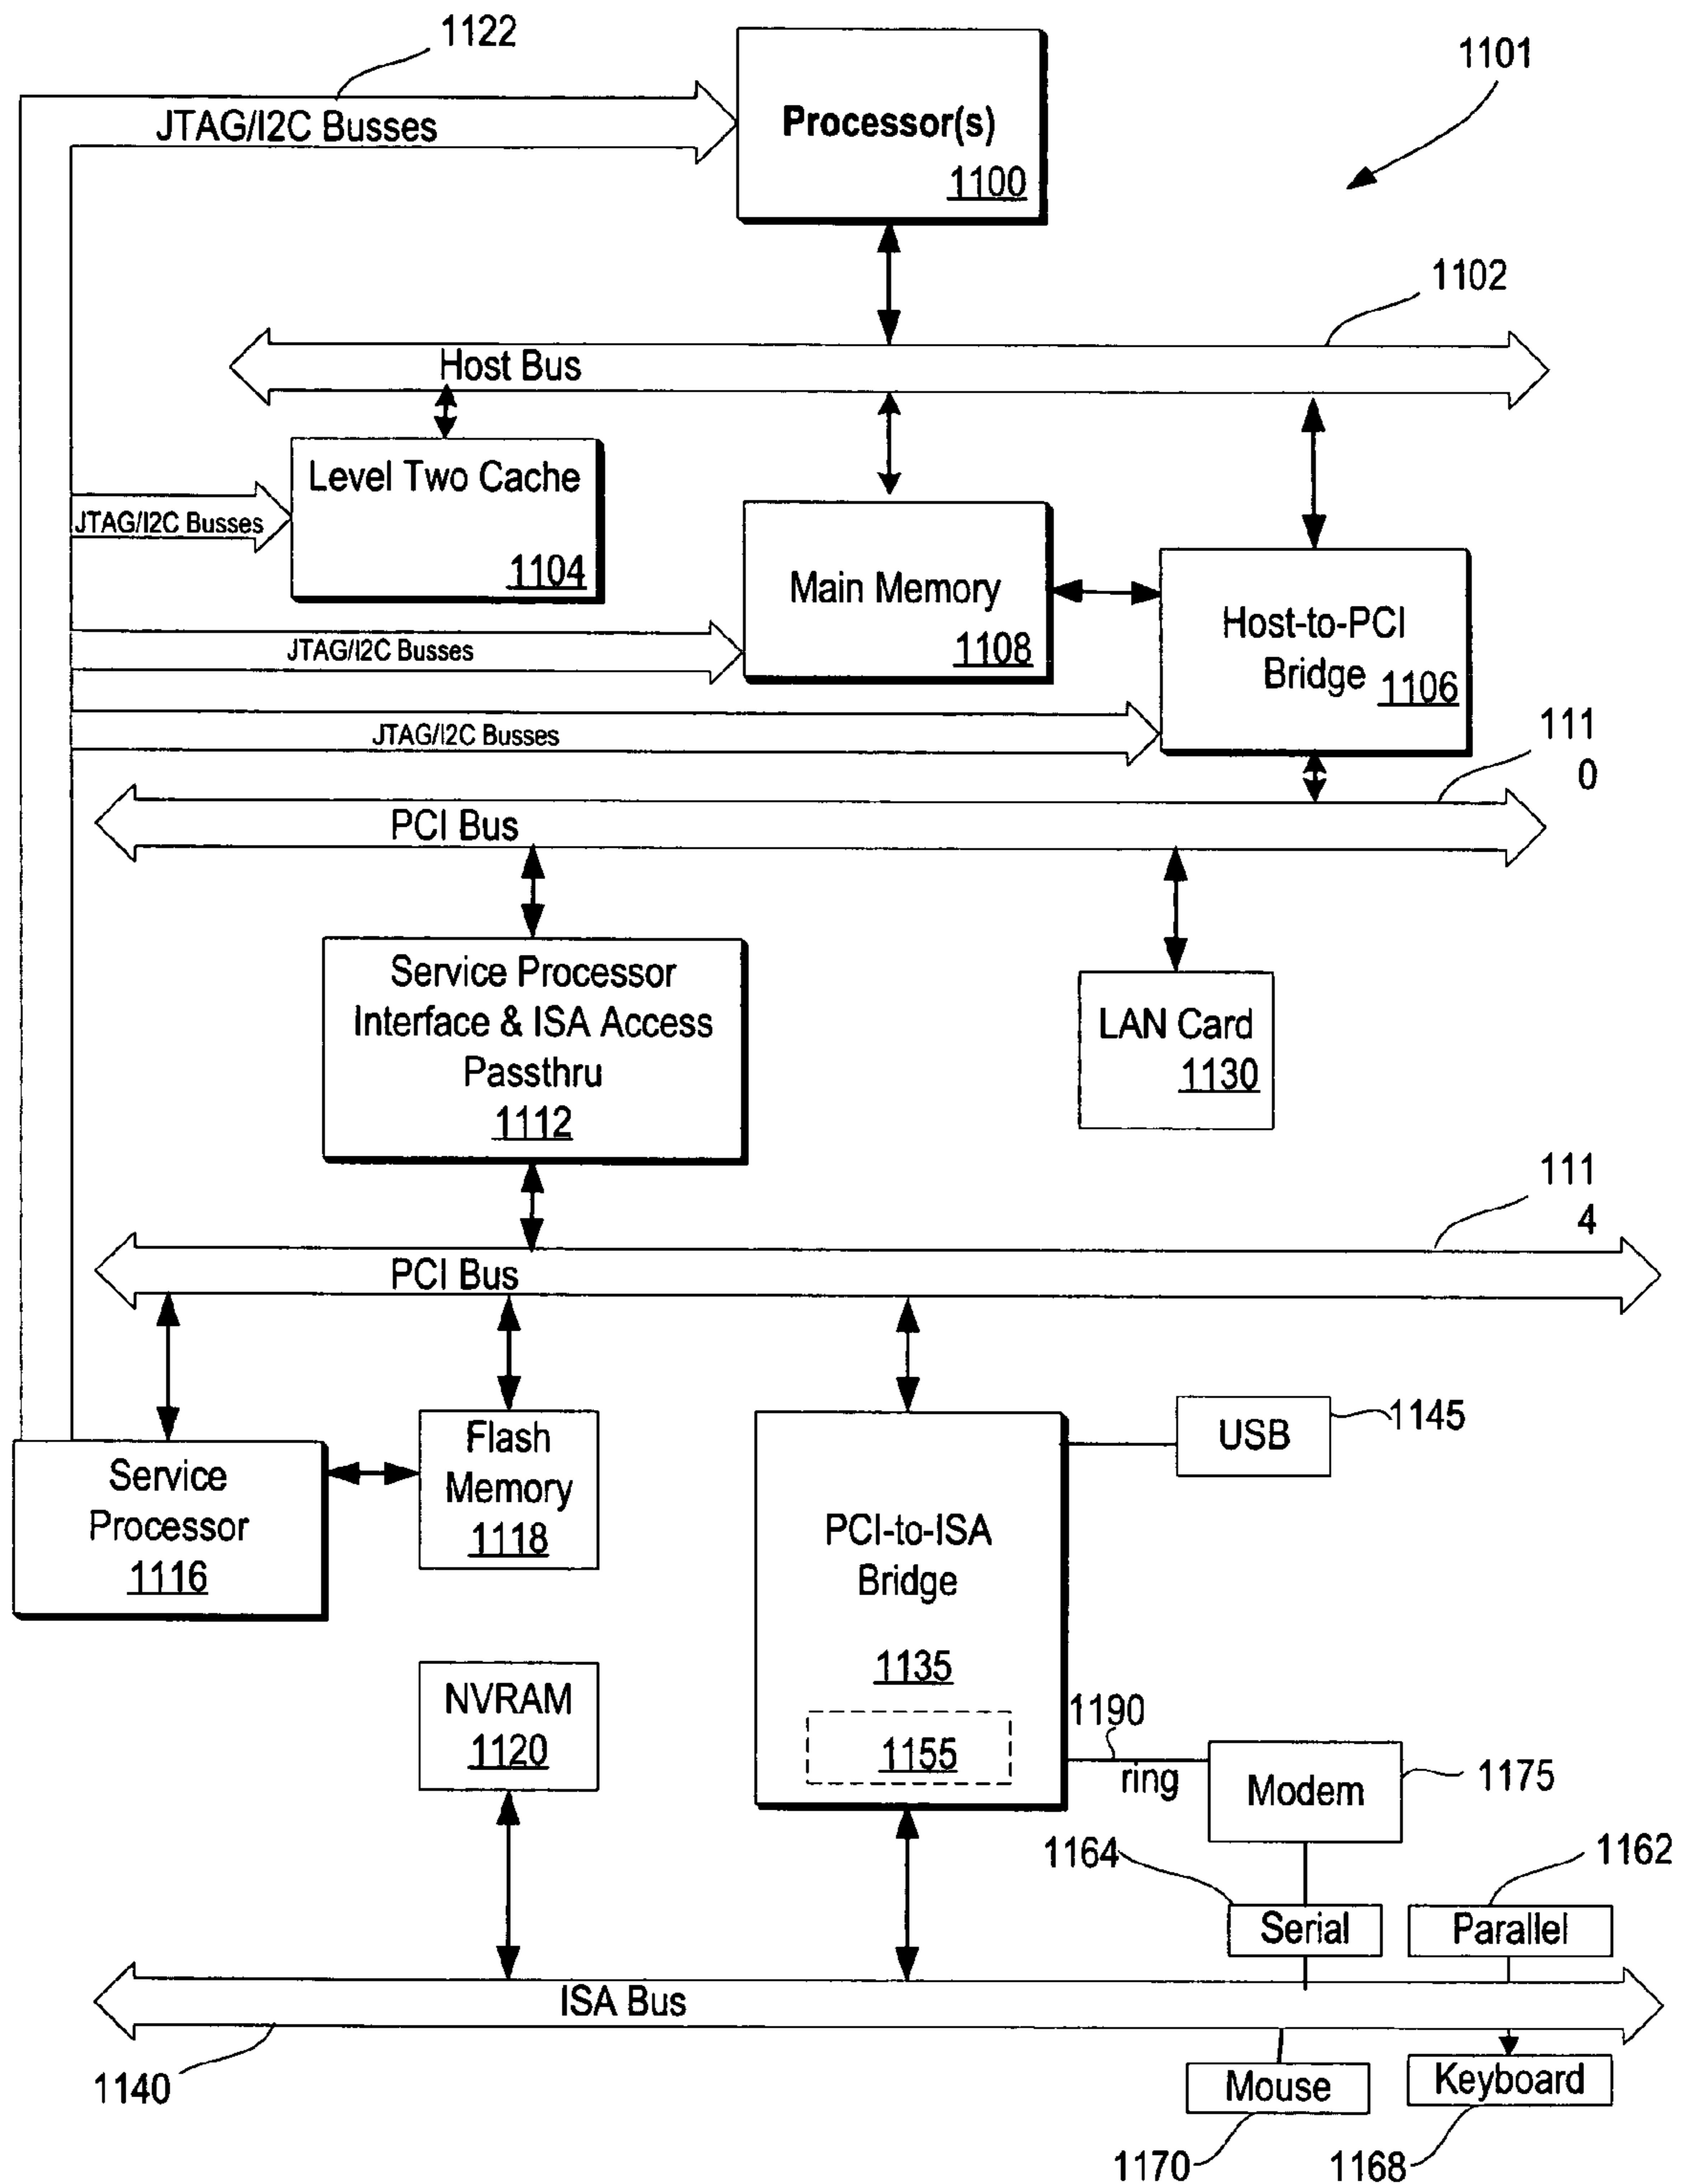 1122
1101
JTAG/I2C Busses
Processor(s)
1100
1102
Host Bus
Level Two Cache
1104
JTAG/I2C Busses
Main Memory
1108
Host-to-PCI
Bridge 1106
JTAG/I2C Busses
JTAG/I2C Busses
111
0
PCI Bus
Service Processor
Interface & ISA Access
Passthru
1112
LAN Card
1130
111
4
PCI Bus
Service
Processor
1116
Flash
Memory
1118
PCI-to-ISA
Bridge
1135
1155
USB
1145
NVRAM
1120
1190
ring
Modem
1175
1164
1162
Serial
Parallel
ISA Bus
1140
Mouse
Keyboard
1170
1168